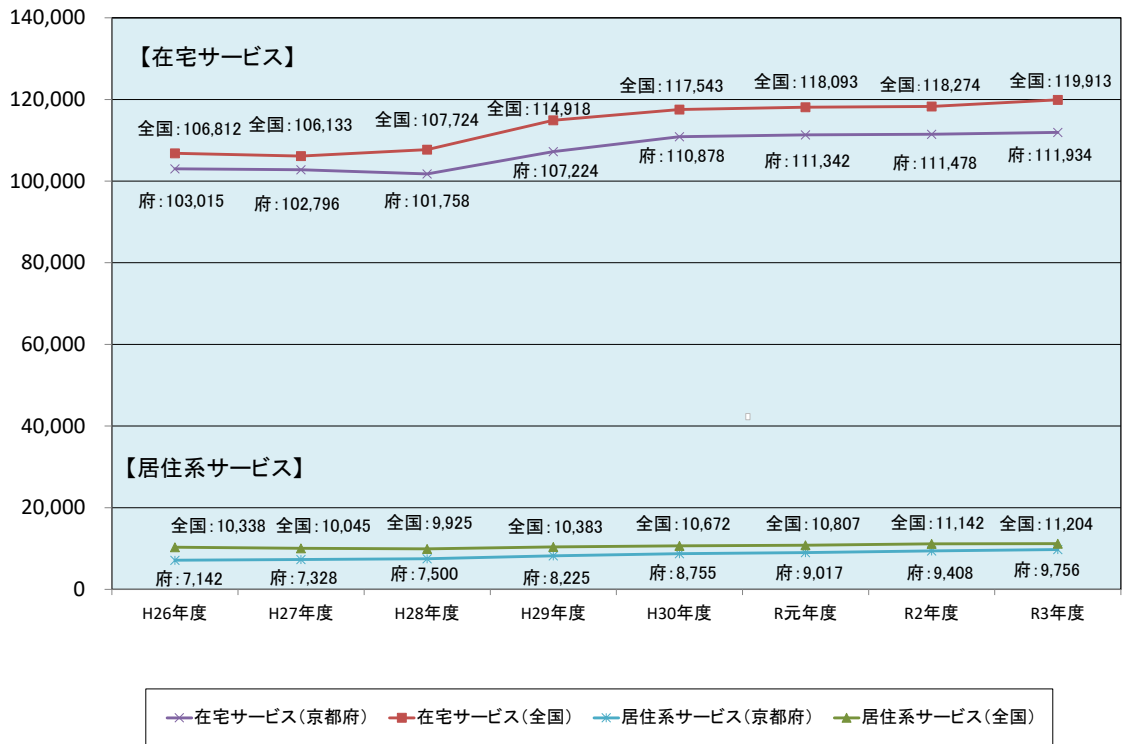 140,000
【在宅サービス】
全国：106,812
全国：106,133
全国：107,724
全国：114,918
全国：117,543
全国：118,093
全国：118,274
全国：119,913
120,000
府：103,015
府：102,796
府：101,758
府：107,224
府：110,878
府：111,342
府：111,478
府：111,934
100,000
80,000
60,000
40,000
【居住系サービス】
20,000
全国：10,338
全国：10,045
全国：9,925
全国：10,383
全国：10,672
全国：10,807
全国：11,142
全国：11,204
府：7,142
府：7,328
府：7,500
府：8,225
府：8,755
府：9,017
府：9,408
府：9,756
0
H26年度 H27年度 H28年度 H29年度 H30年度 R元年度 R2年度 R3年度
在宅サービス（京都府） 在宅サービス（全国） 居住系サービス（京都府） 居住系サービス（全国）